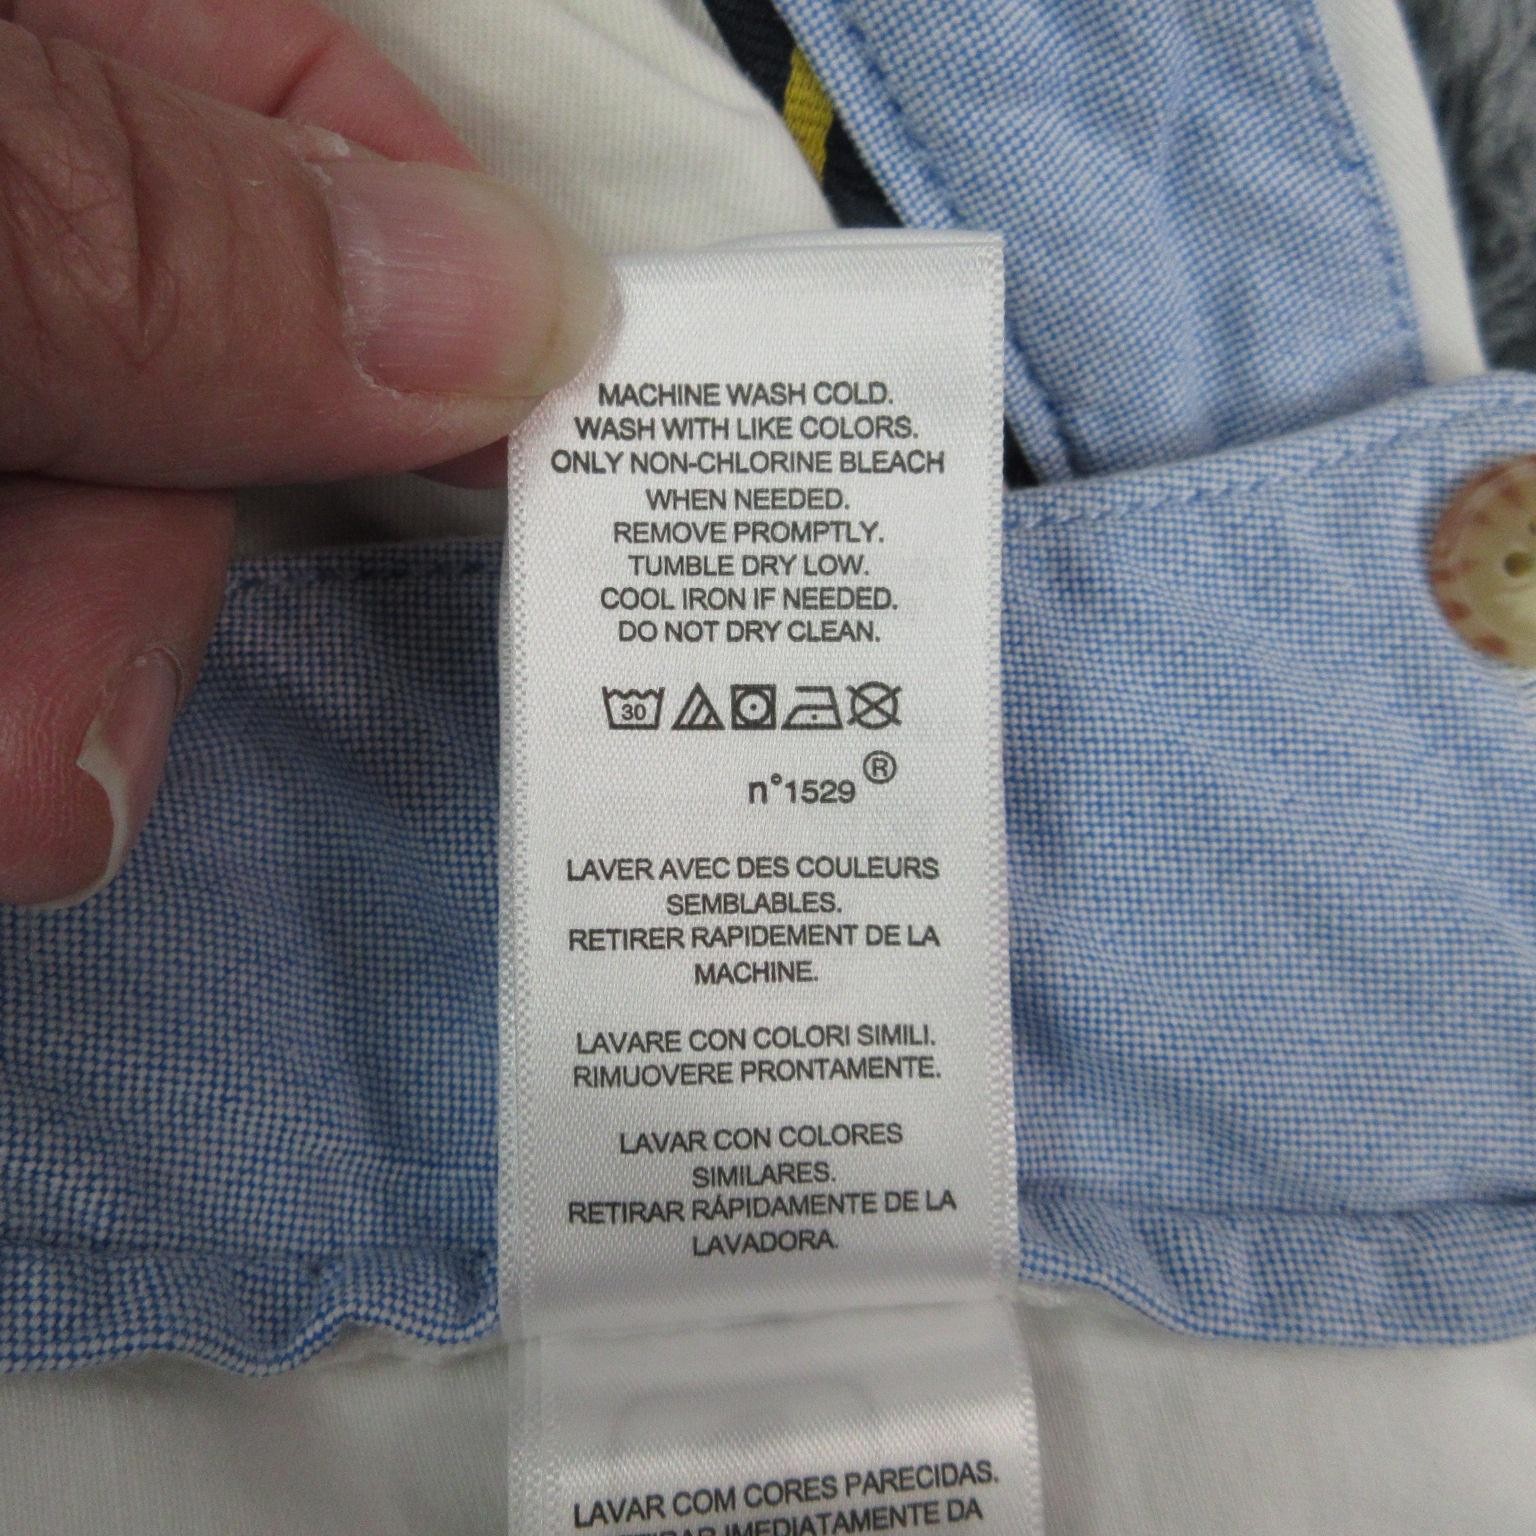 MACHINE WASH COLD.
WASH WITH LIKE COLORS.
ONLY NON-CHLORINE BLEACH
WHEN NEEDED.
REMOVE PROMPTLY.
TUMBLE DRY LOW.
COOL IRON IF NEEDED.
DO NOT DRY CLEAN.
30
n°1529®
LAVER AVEC DES COULEURS
SEMBLABLES.
RETIRER RAPIDEMENT DE LA
MACHINE.
LAVARE CON COLORI SIMILI.
RIMUOVERE PRONTAMENTE.
LAVAR CON COLORES
SIMILARES.
RETIRAR RÁPIDAMENTE DE LA
LAVADORA.
LAVAR COM CORES PARECIDAS.
IMEDIATAMENTE DA